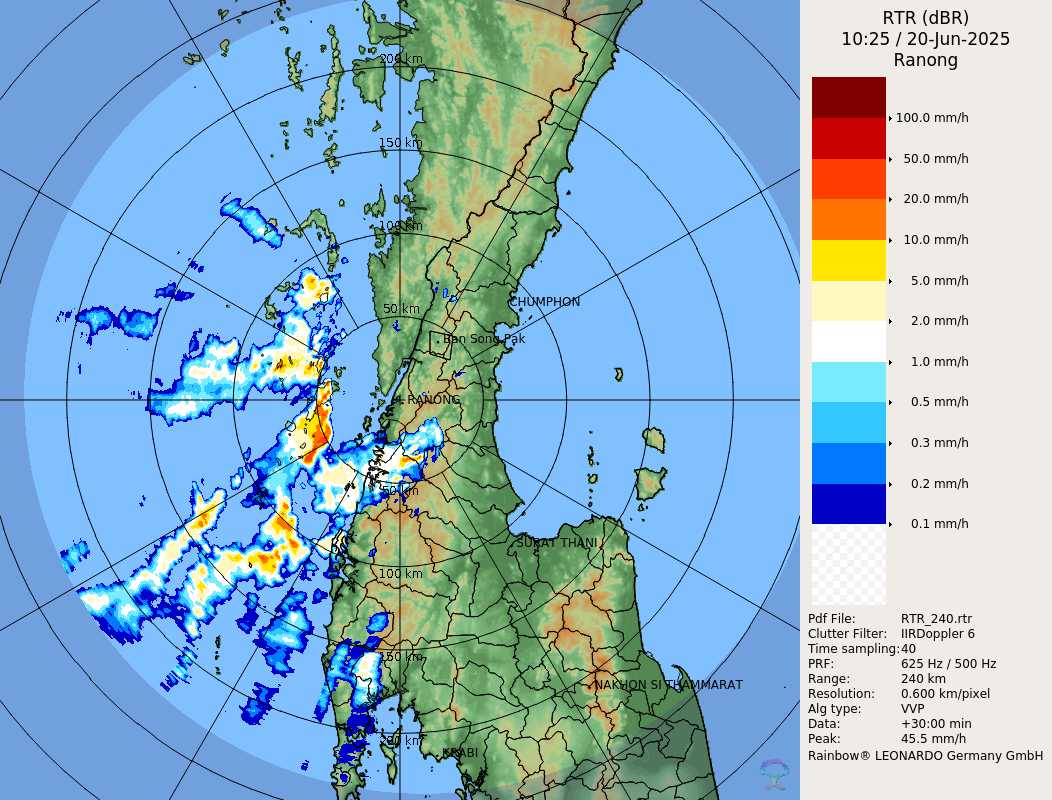 RTR (dBR)
10:25 / 20-Jun-2025
Ranong
100.0 mm/h
50.0 mm/h
20.0 mm/h
10.0 mm/h
5.0 mm/h
2.0 mm/h
1.0 mm/h
0.5 mm/h
0.3 mm/h
0.2 mm/h
0.1 mm/h
Pdf File: RTR_240.rtr
Clutter Filter: IIRDoppler 6
Time sampling:40
PRF: 625 Hz / 500 Hz
Range: 240 km
Resolution: 0.600 km/pixel
Alg type: VVP
Data: +30:00 min
Peak: 45.5 mm/h
Rainbow® LEONARDO Germany GmbH
200 km
150 km
100 km
50 km
CHUMPHON
Ban Song Pak
RANONG
50 km
SURAT THANI
100 km
150 km
NAKHON SI THAMMARAT
200 km
KRABI